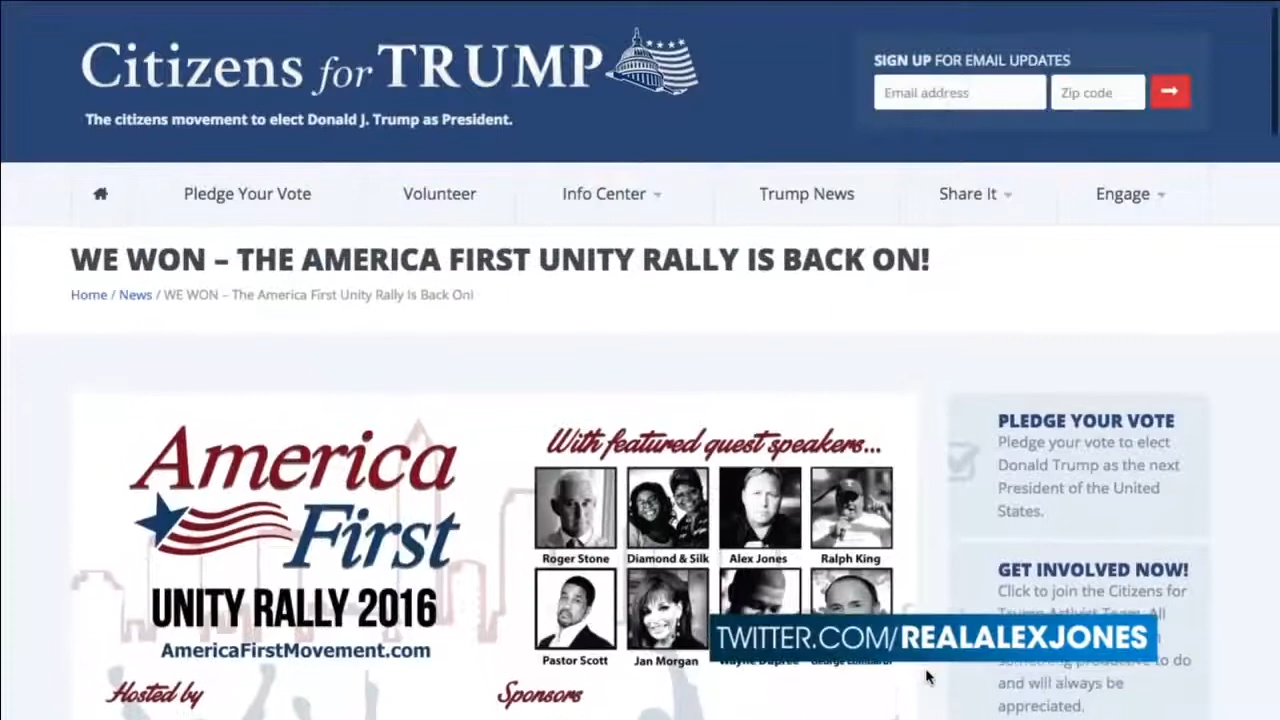 Citizens for TRUMP
The citizens movement to elect Donald J. Trump as President.
SIGN UP FOR EMAIL UPDATES
Email address
Zip code
Pledge Your Vote
Volunteer
Info Center
Trump News
Share It
Engage
WE WON – THE AMERICA FIRST UNITY RALLY IS BACK ON!
Home / News / WE WON – The America First Unity Rally Is Back On!
America
First
UNITY RALLY 2016
AmericaFirstMovement.com
With featured guest speakers...
Roger Stone
Diamond & Silk
Alex Jones
Ralph King
Pastor Scott
Jan Morgan
Hosted by
Sponsors
PLEDGE YOUR VOTE
Pledge your vote to elect
Donald Trump as the next
President of the United
States.
GET INVOLVED NOW!
Click to join the Citizens for
TWITTER.COM/REALALEXJONES
to do
and will always be
appreciated.